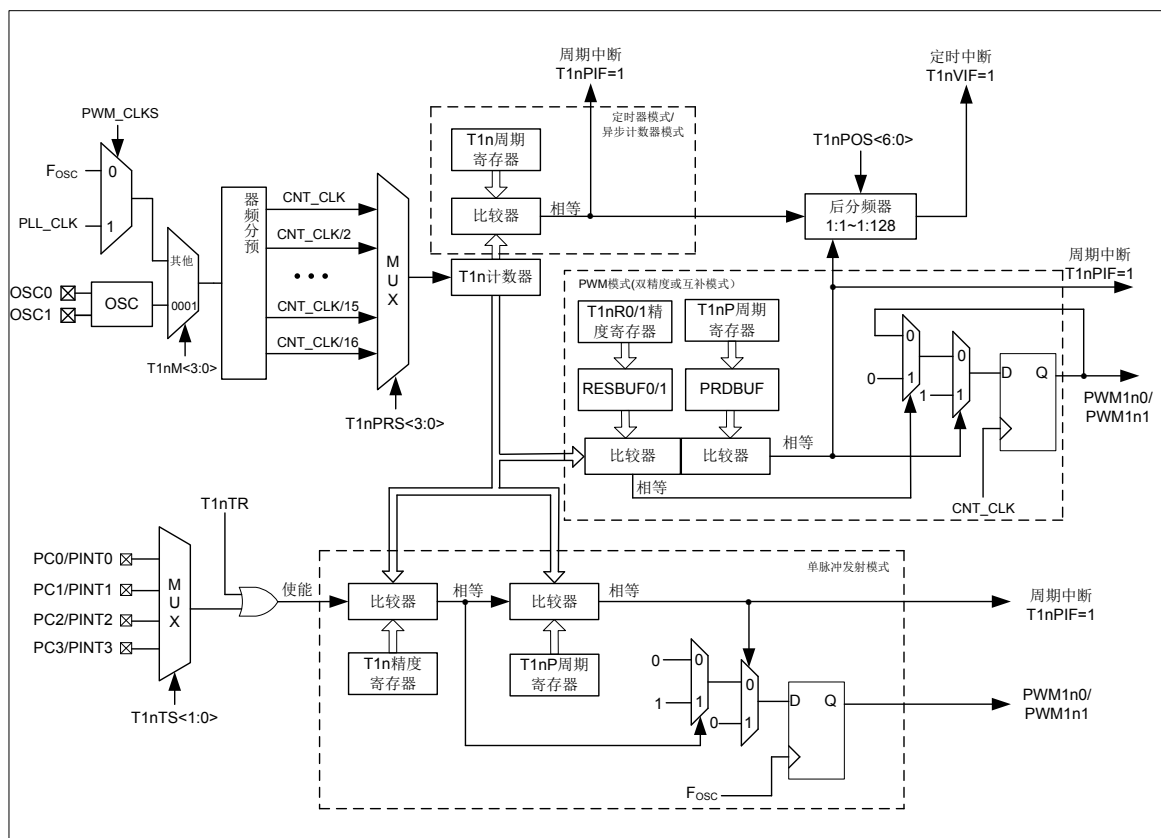 周期中断
T1nPIF=1
定时中断
T1nVIF=1
PWM_CLKS
定时器模式/
异步计数器模式
T1n周期
寄存器
T1nPOS<6:0>
FOSC
0
PLL_CLK
1
器频分预
CNT_CLK
CNT_CLK/2
•••
CNT_CLK/15
CNT_CLK/16
MUX
比较器
相等
后分频器
1:1~1:128
其他
0001
OSC0
OSC1
OSC
T1nM<3:0>
T1nPRS<3:0>
T1n计数器
周期中断
T1nPIF=1
PWM模式(双精度或互补模式)
T1nR0/1精
度寄存器
T1nP周期
寄存器
RESBUF0/1
PRDBUF
0
0
1
0
1
1
D
Q
PWM1n0/
PWM1n1
比较器
比较器
相等
相等
CNT_CLK
T1nTR
PC0/PINT0
PC1/PINT1
PC2/PINT2
PC3/PINT3
MUX
T1nTS<1:0>
使能
单脉冲发射模式
比较器
相等
比较器
相等
周期中断
T1nPIF=1
T1n精度
寄存器
T1nP周期
寄存器
0
0
1
1
0
0
1
D
Q
PWM1n0/
PWM1n1
FOSC